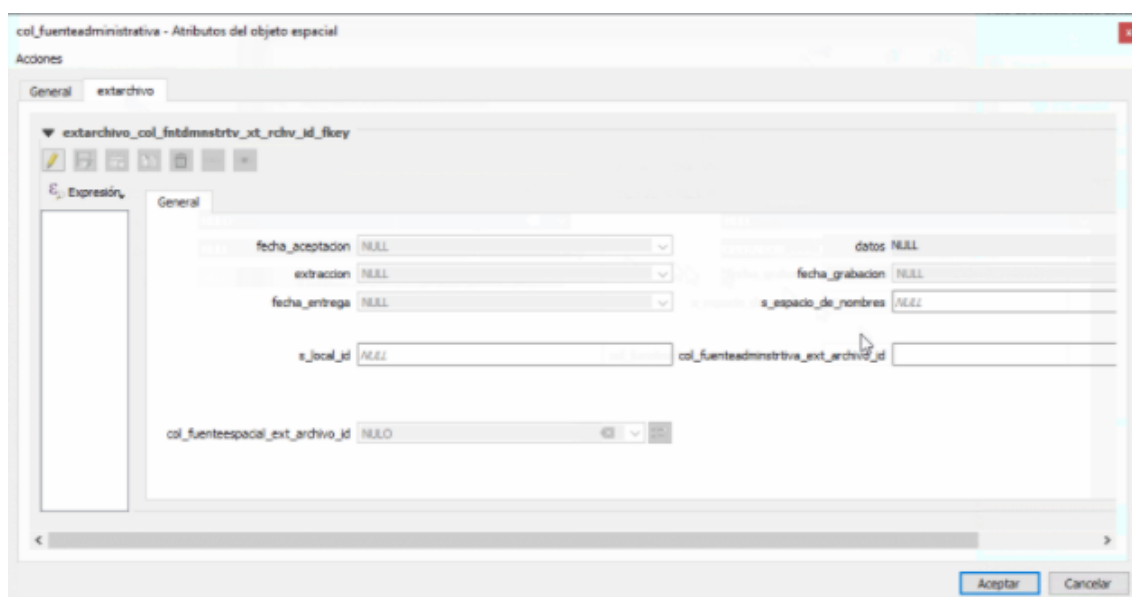 col_fuenteadministrativa - Atributos del objeto espacial
Acciones
General extarchivo
extarchivo_col_fntdmnstrtv_xt_rchv_id_fkey
Expresión
General
fecha_aceptacion NULL datos NULL
extraccion NULL fecha_grabacion NULL
fecha_entrega NULL s_espacio_de_nombres NULL
s_local_id NULL col_fuenteadminstrtiva_ext_archivo_id
col_fuenteespacial_ext_archivo_id NULO
Aceptar Cancelar